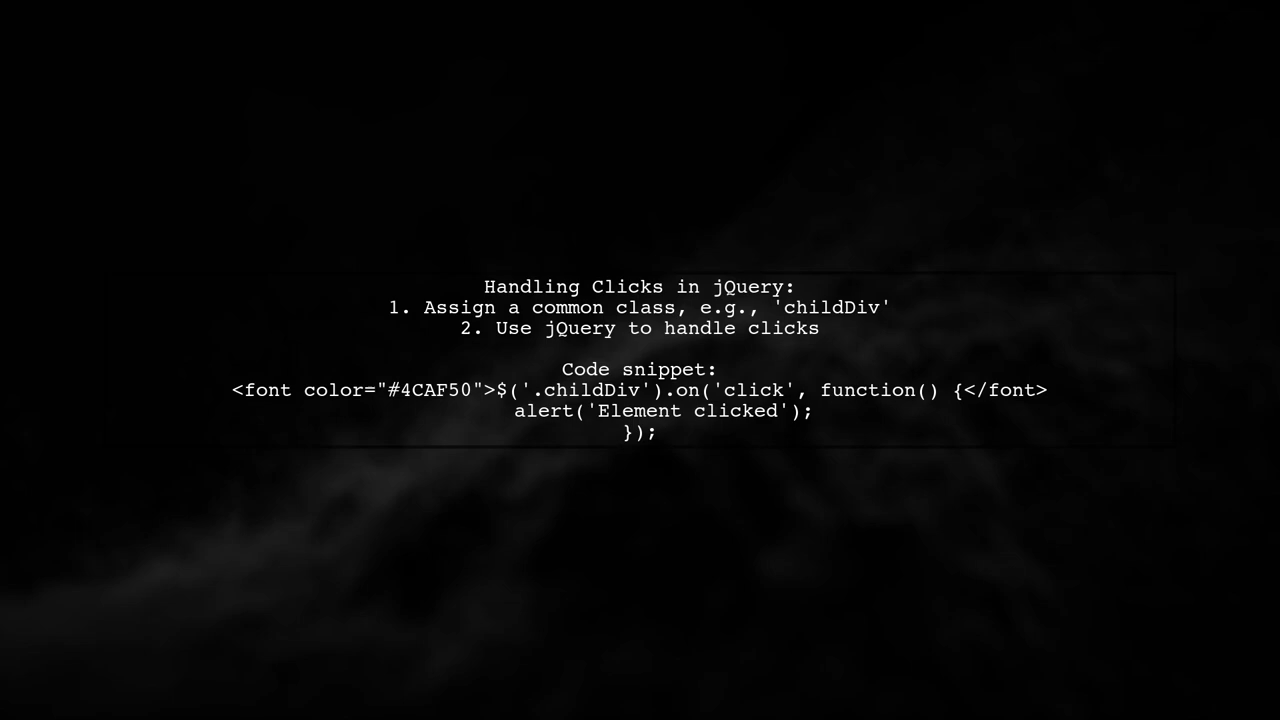 Handling Clicks in jQuery:
1. Assign a common class, e.g., 'childDiv'
2. Use jQuery to handle clicks
Code snippet:
<font color="#4CAF50">$('.childDiv').on('click', function() {</font>
alert('Element clicked');
});